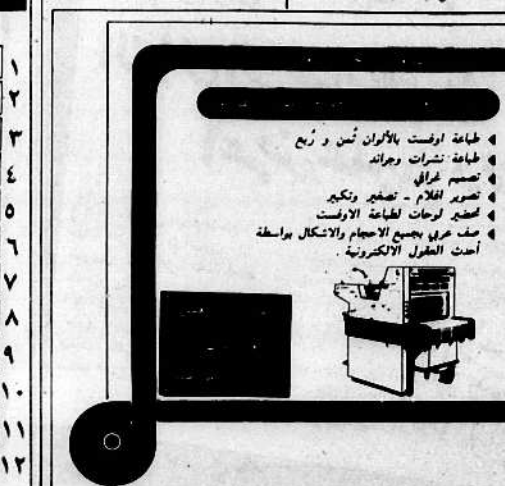 ١
٢
٣
٤
٥
٦
٧
٨
٩
١٠
١١
١٢
طباعة اوفست بالألوان ثُمن و رُبع
طباعة نشرات وجرائد
تصميم غرافي
تصوير افلام - تصغير وتكبير
تحضير لوحات لطباعة الاوفست
صف عربي بجميع الاحجام والاشكال بواسطة
أحدث العقول الالكترونية .